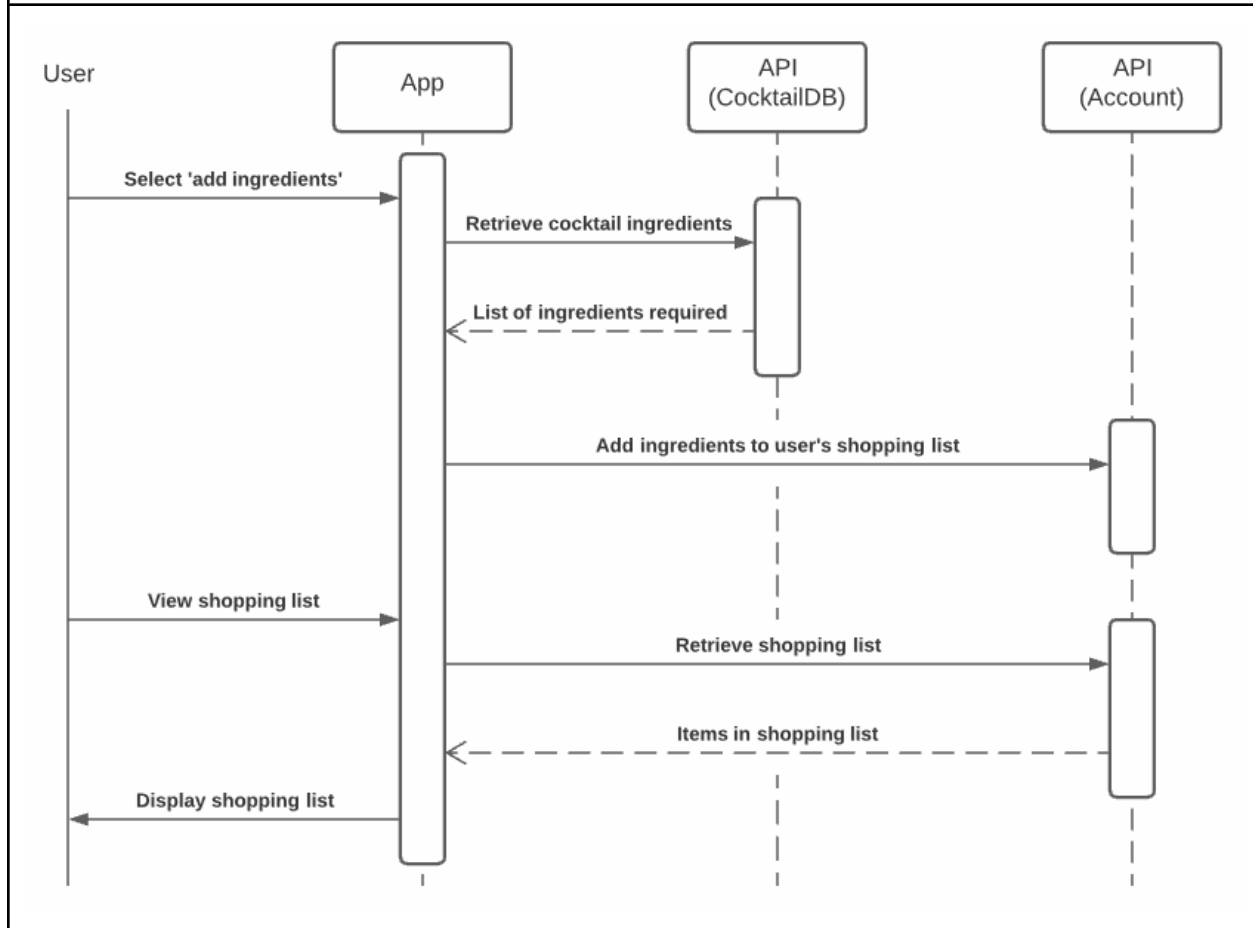 User
App
API
(CocktailDB)
API
(Account)
Select 'add ingredients'
Retrieve cocktail ingredients
List of ingredients required
Add ingredients to user's shopping list
View shopping list
Retrieve shopping list
Items in shopping list
Display shopping list